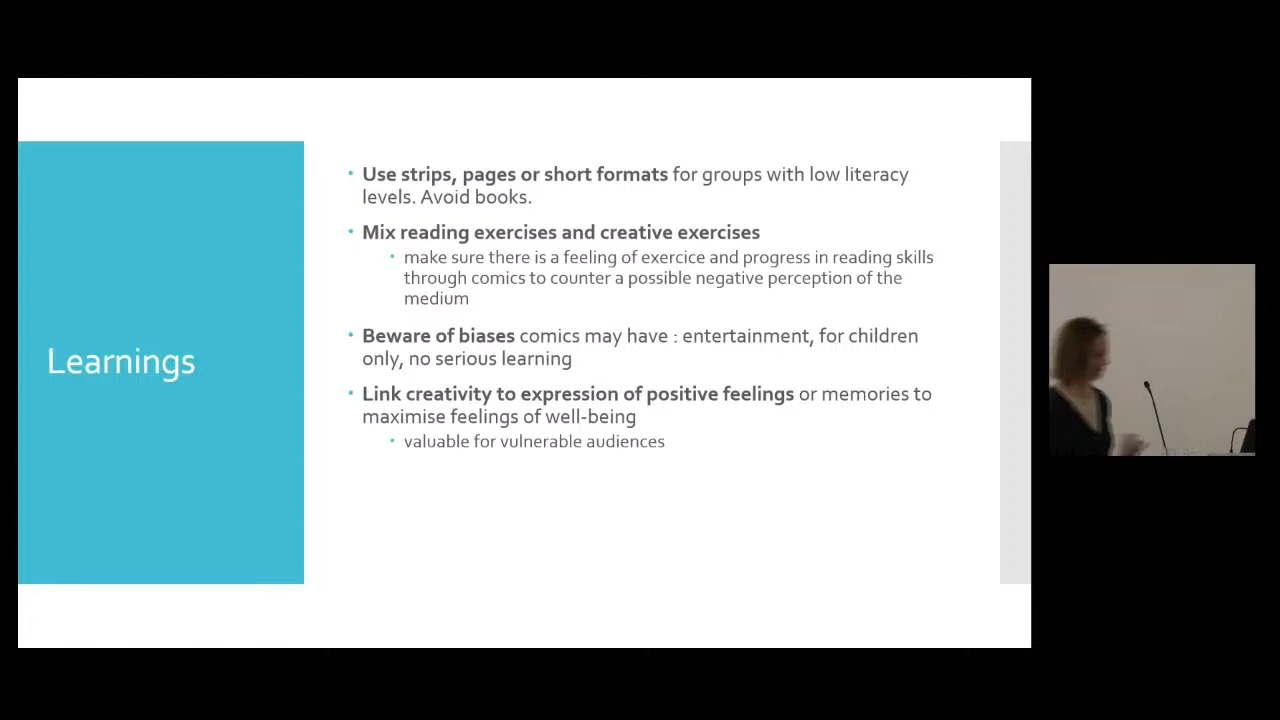 Learnings
Use strips, pages or short formats for groups with low literacy
levels. Avoid books.
Mix reading exercises and creative exercises
make sure there is a feeling of exercice and progress in reading skills
through comics to counter a possible negative perception of the
medium
Beware of biases comics may have : entertainment, for children
only, no serious learning
Link creativity to expression of positive feelings or memories to
maximise feelings of well-being
valuable for vulnerable audiences